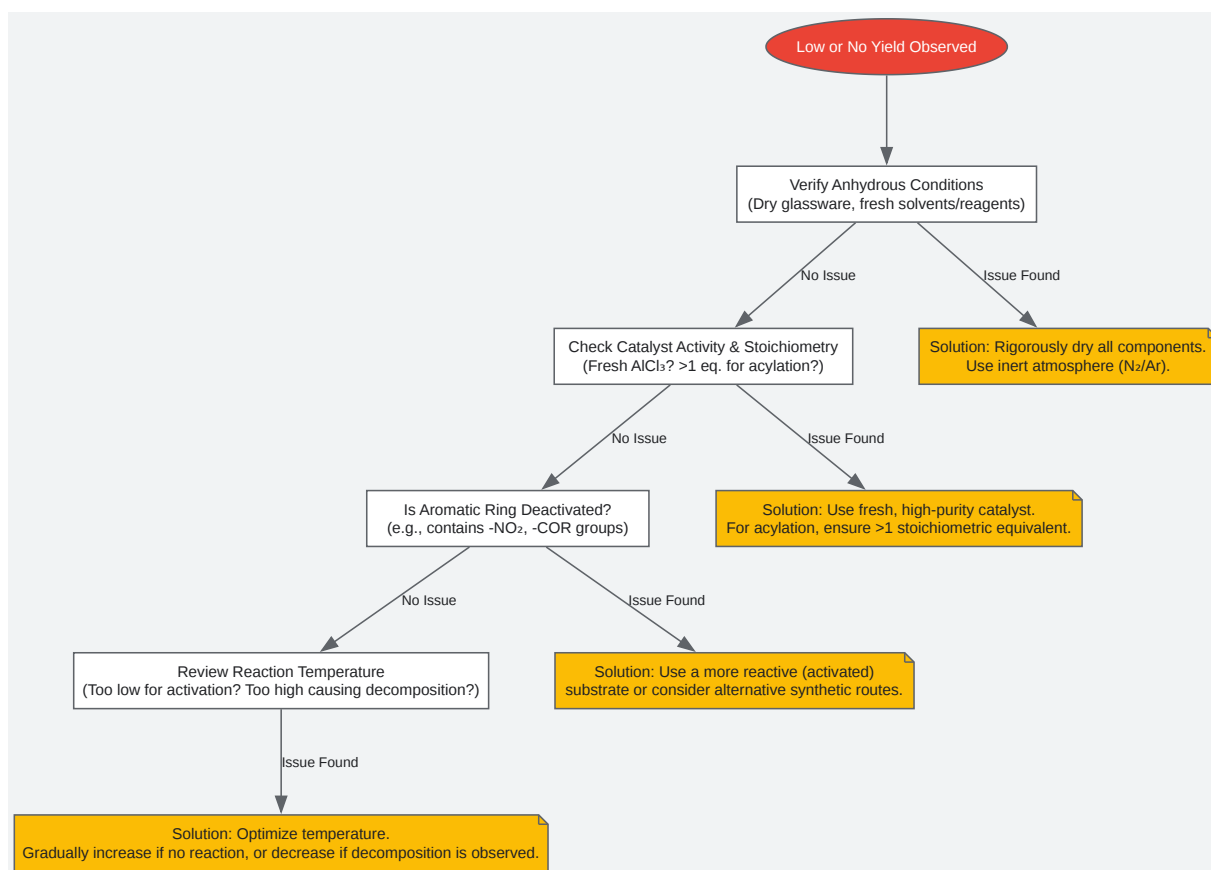 Low or No Yield Observed
Verify Anhydrous Conditions
(Dry glassware, fresh solvents/reagents)
No Issue
Issue Found
Check Catalyst Activity & Stoichiometry
(Fresh AlCl₃? >1 eq. for acylation?)
Solution: Rigorously dry all components.
Use inert atmosphere (N₂/Ar).
No Issue
Issue Found
Is Aromatic Ring Deactivated?
(e.g., contains -NO₂, -COR groups)
Solution: Use fresh, high-purity catalyst.
For acylation, ensure >1 stoichiometric equivalent.
No Issue
Issue Found
Review Reaction Temperature
(Too low for activation? Too high causing decomposition?)
Solution: Use a more reactive (activated)
substrate or consider alternative synthetic routes.
Issue Found
Solution: Optimize temperature.
Gradually increase if no reaction, or decrease if decomposition is observed.